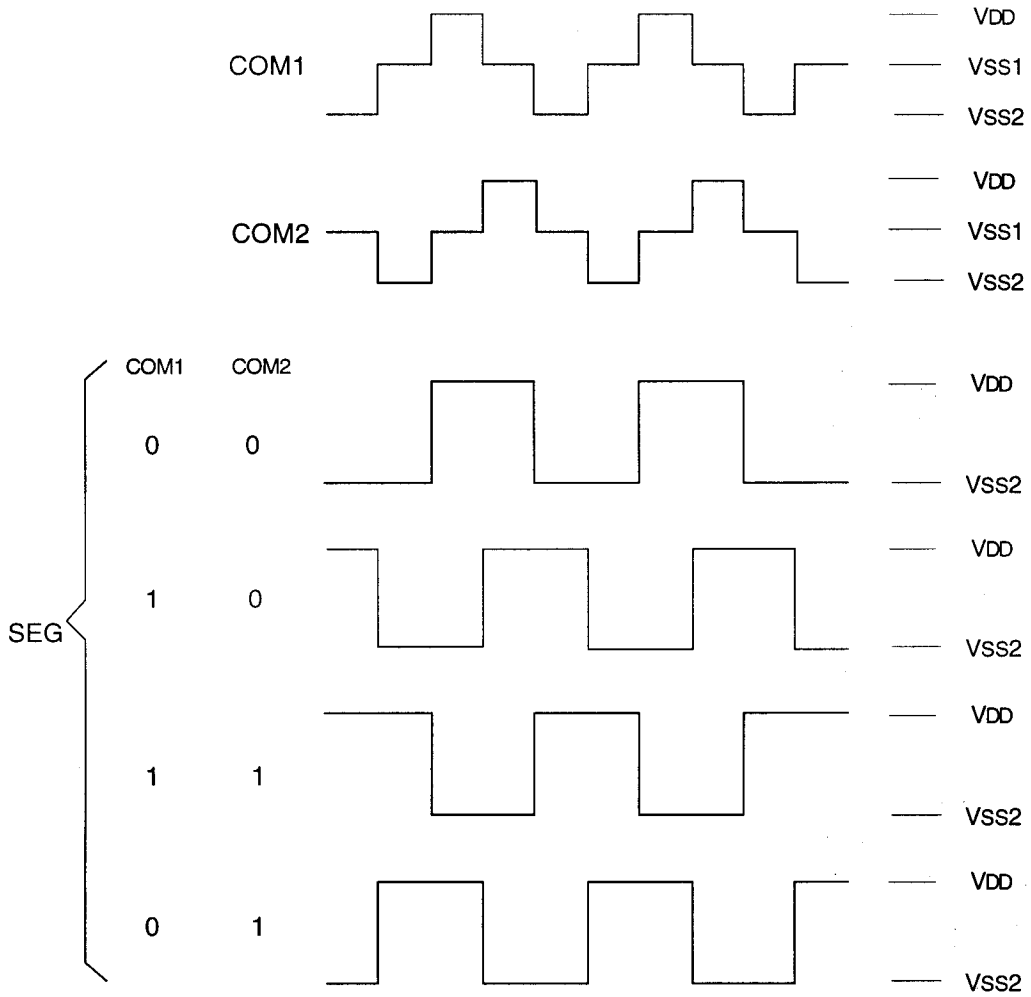 VDD
COM1 VSS1
VSS2
VDD
COM2 VSS1
VSS2
COM1 COM2
VDD
0 0
VSS2
VDD
1 0
SEG
VSS2
VDD
1 1
VSS2
VDD
0 1
VSS2